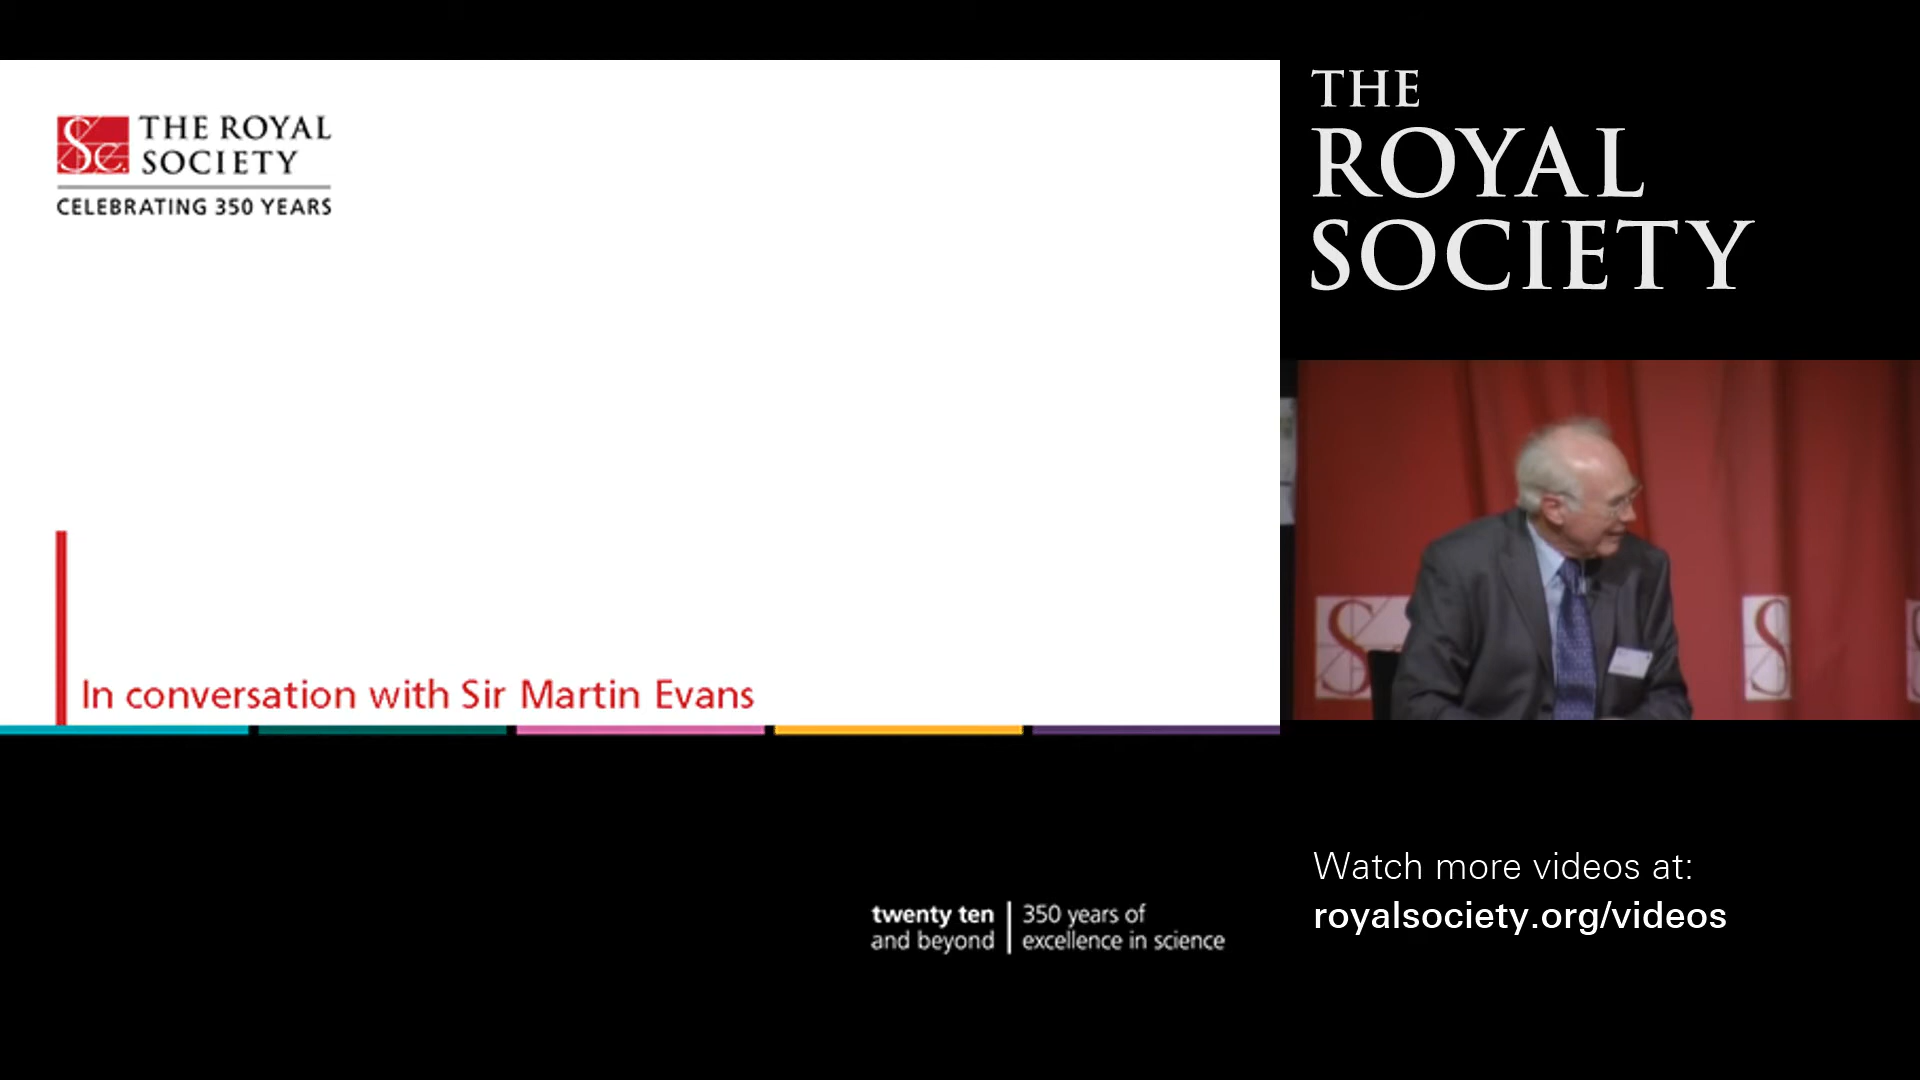 THE ROYAL
SOCIETY
CELEBRATING 350 YEARS
In conversation with Sir Martin Evans
twenty ten
and beyond
350 years of
excellence in science
THE
ROYAL
SOCIETY
Watch more videos at:
royalsociety.org/videos